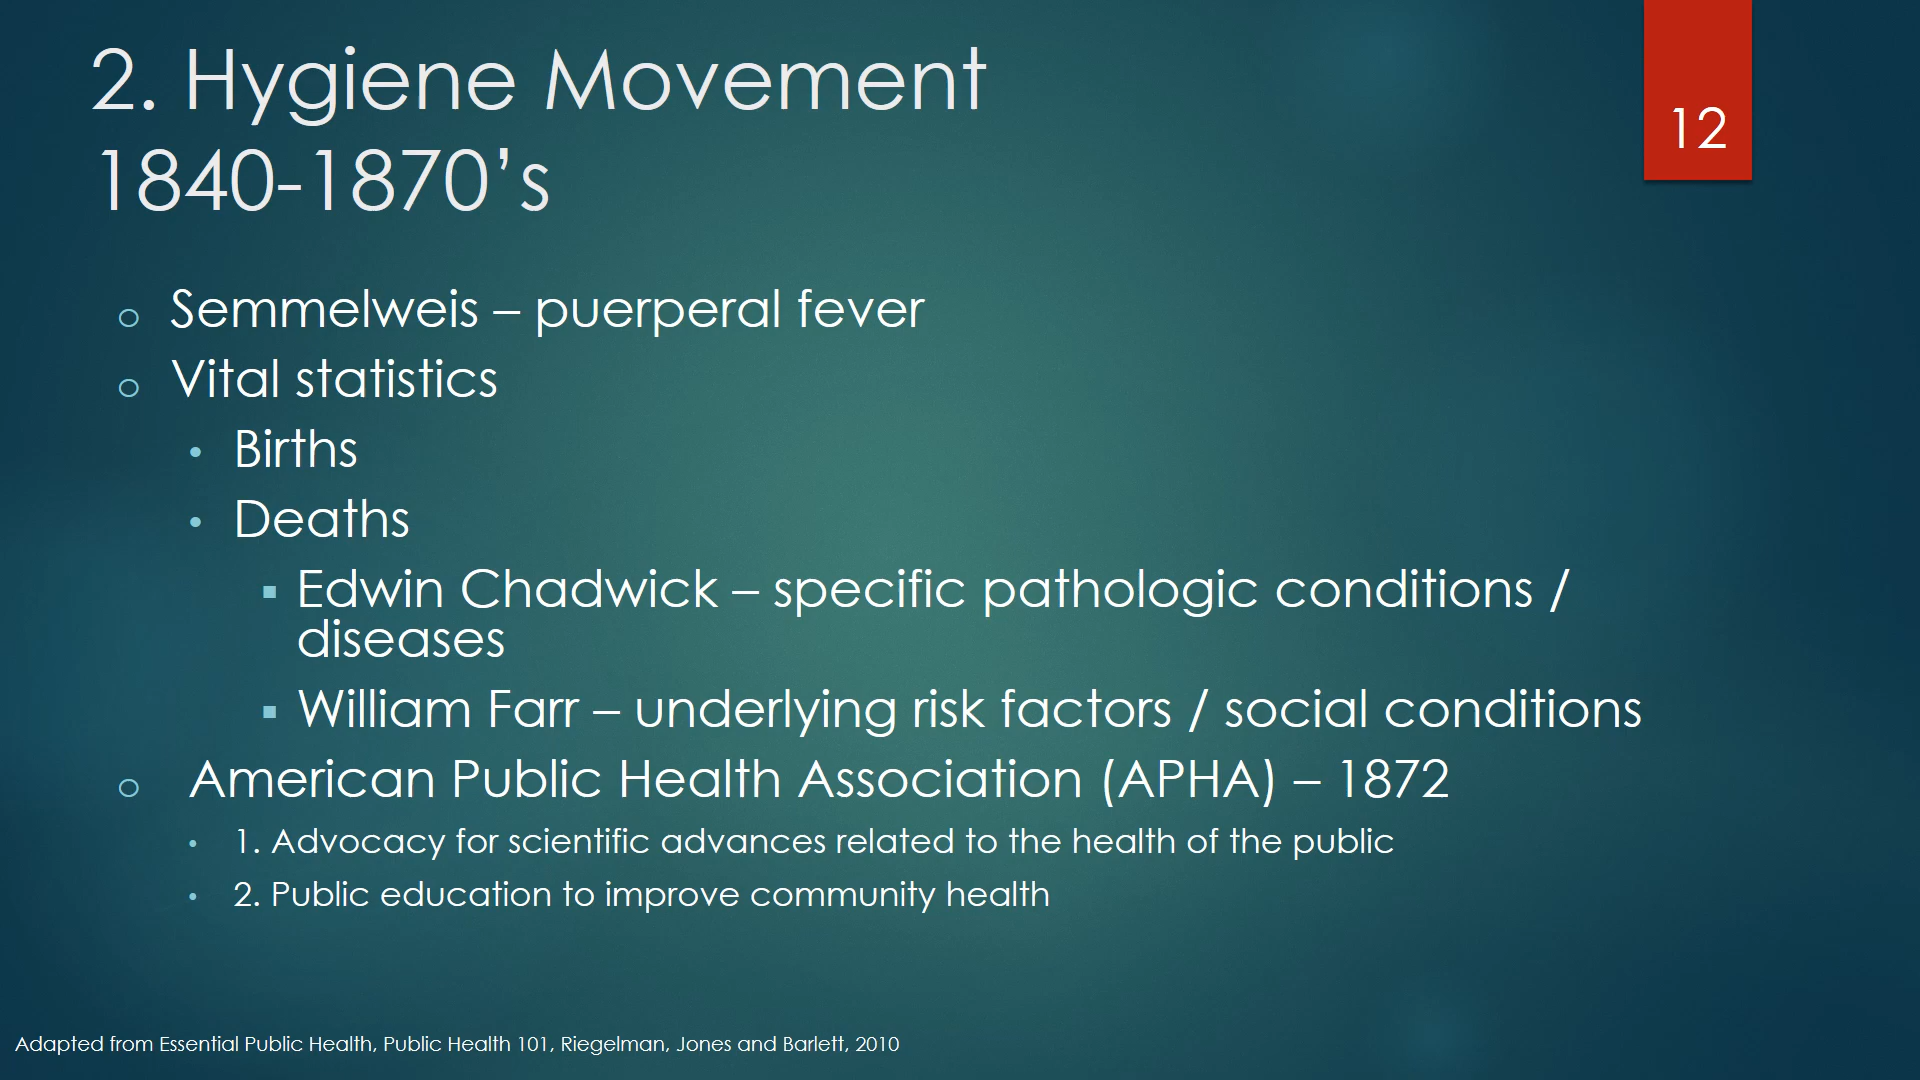 2. Hygiene Movement
1840-1870’s
12
Semmelweis – puerperal fever
Vital statistics
Births
Deaths
Edwin Chadwick – specific pathologic conditions /
diseases
William Farr – underlying risk factors / social conditions
American Public Health Association (APHA) – 1872
1. Advocacy for scientific advances related to the health of the public
2. Public education to improve community health
Adapted from Essential Public Health, Public Health 101, Riegelman, Jones and Barlett, 2010